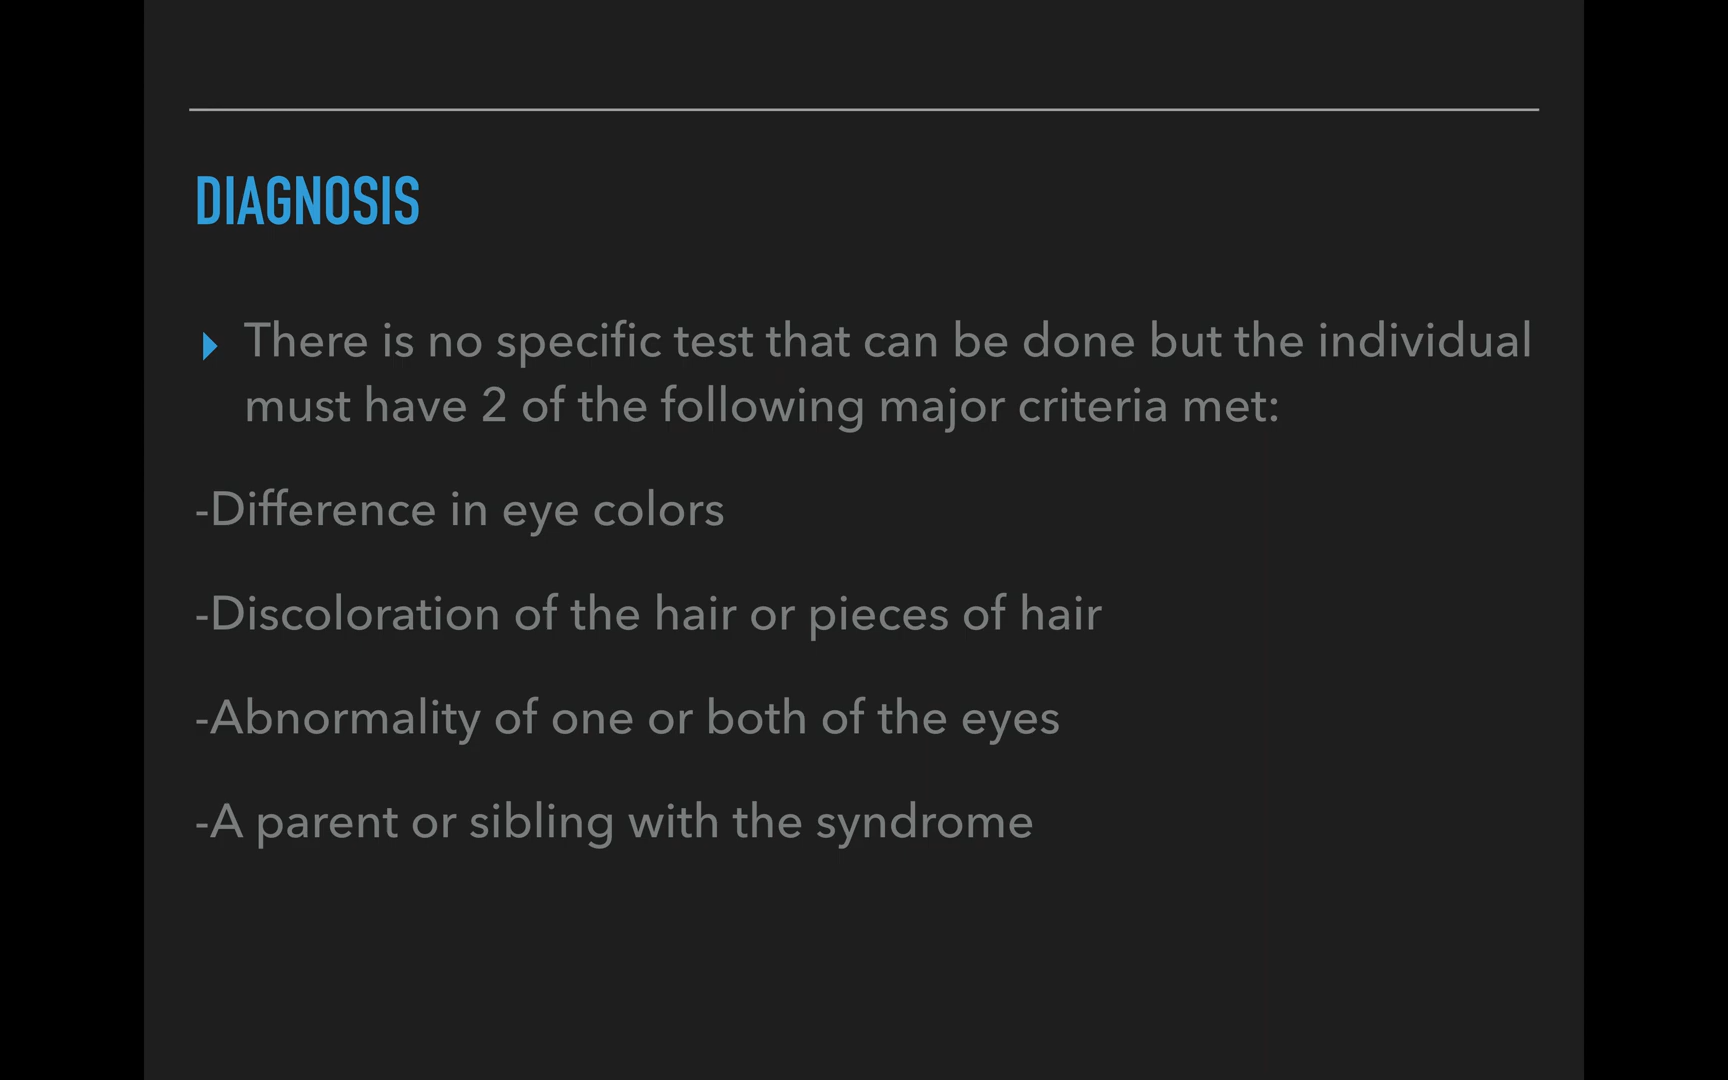 DIAGNOSIS
There is no specific test that can be done but the individual
must have 2 of the following major criteria met:
-Difference in eye colors
-Discoloration of the hair or pieces of hair
-Abnormality of one or both of the eyes
-A parent or sibling with the syndrome